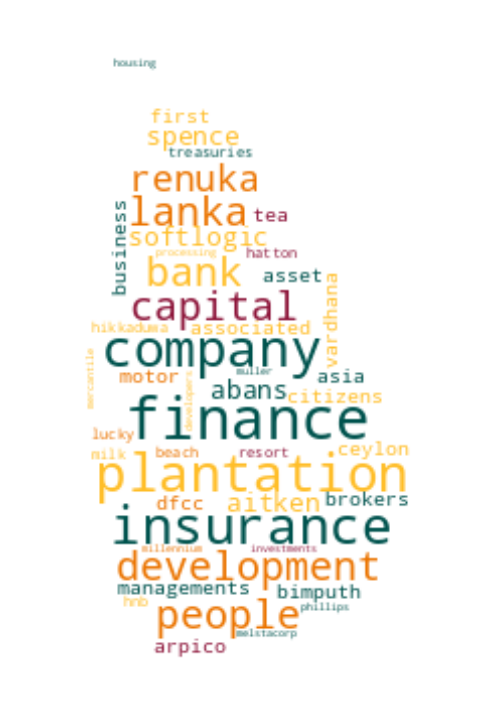 housing
first
spence
treasuries
renuka
lanka tea
business
softlogic
processing hatton
bank asset
vardhana
capital
hikkaduma associated
company
mercantile
motor muller asia
developers
abans citizens
finance
lucky ceylon
milk beach resort
plantation
dfcc aitken brokers
insurance
millennium investments
development
managements bimputh
hnb people phillips
melstacorp
arpico